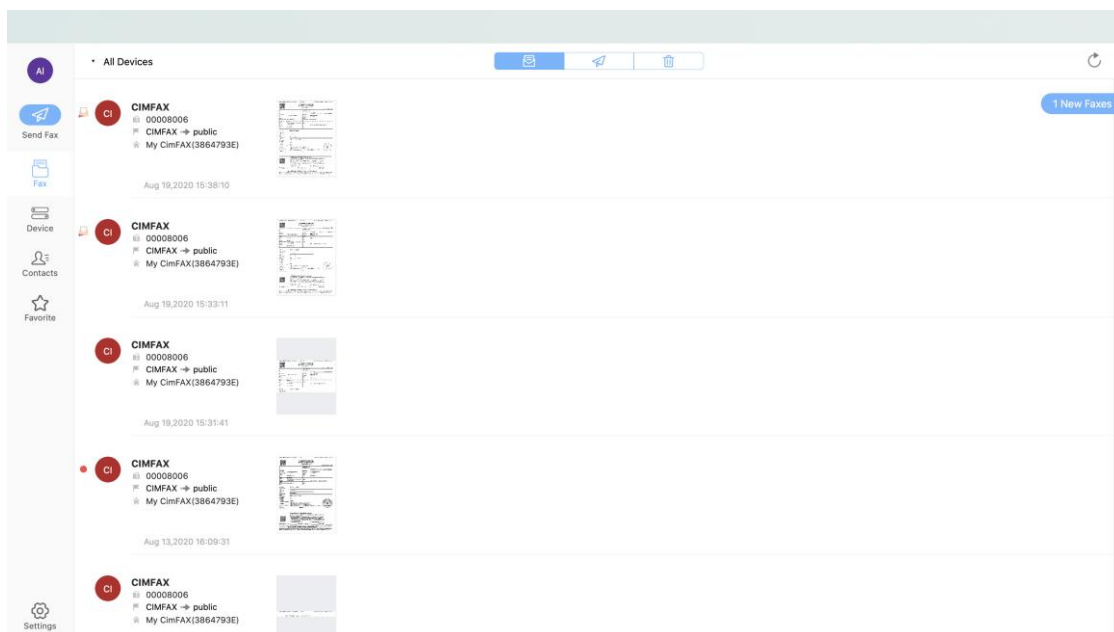 AI
All Devices
1 New Faxes
Send Fax
Fax
Device
Contacts
Favorite
Settings
CI
CIMFAX
00008006
CIMFAX → public
My CimFAX(3864793E)
Aug 19,2020 15:38:10
CI
CIMFAX
00008006
CIMFAX → public
My CimFAX(3864793E)
Aug 19,2020 15:33:11
CI
CIMFAX
00008006
CIMFAX → public
My CimFAX(3864793E)
Aug 19,2020 15:31:41
CI
CIMFAX
00008006
CIMFAX → public
My CimFAX(3864793E)
Aug 13,2020 16:09:31
CI
CIMFAX
00008006
CIMFAX → public
My CimFAX(3864793E)